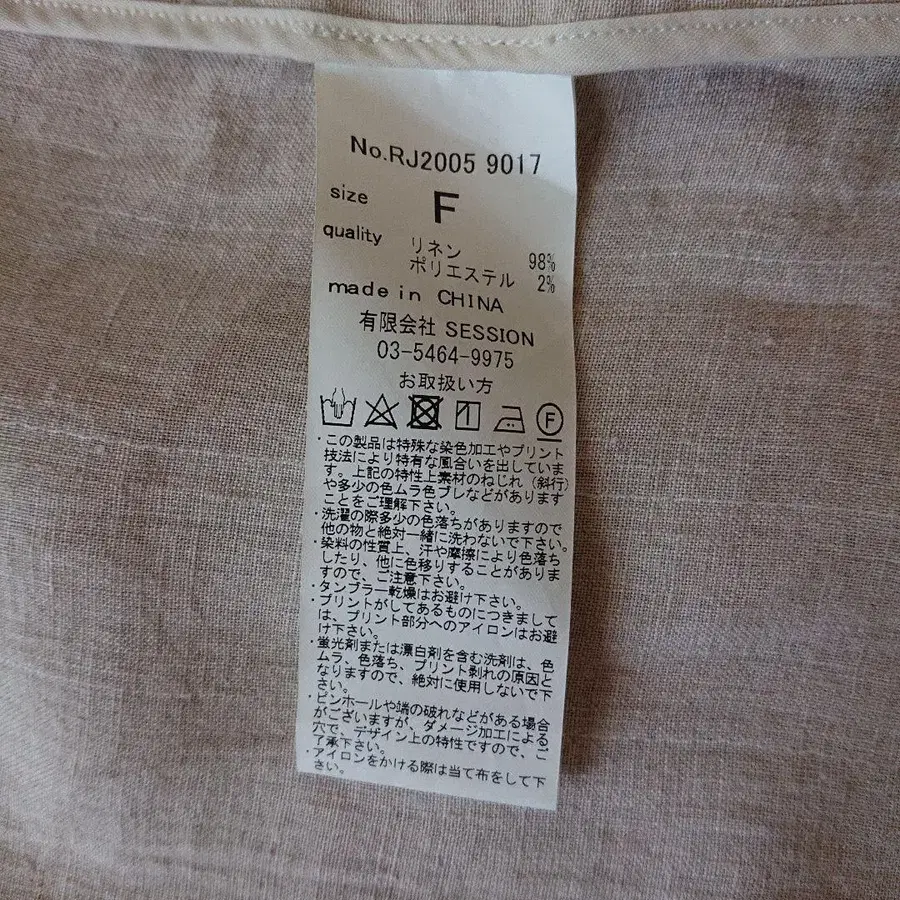 No.RJ2005 9017
size F
quality リネン 98%
ポリエステル 2%
made in CHINA
有限会社 SESSION
03-5464-9975
お取扱い方
F
・この製品は特殊な染色加工やプリント
技法により特有な風合いを出していま
す。上記の特性上素材のねじれ（斜行）
や多少の色ムラ色ブレなどがあります
ことをご理解下さい。
・洗濯の際多少の色落ちがありますので
他の物と絶対一緒に洗わないで下さい。
・染料の性質上、汗や摩擦により色落ち
したり、他に色移りすることがありま
すので、ご注意下さい。
・タンブラー乾燥はお避け下さい。
・プリントがしてあるものにつきまして
は、プリント部分へのアイロンはお避
け下さい。
・蛍光剤または漂白剤を含む洗剤は、色
ムラ、色落ち、プリント剥れの原因と
なりますので、絶対に使用しないで下
さい。
・ピンホールや端の破れなどがある場合
がございますが、ダメージ加工による
穴で、デザイン上の特性ですので、ご
了承下さい。
・アイロンをかける際は当て布をして下
さい。